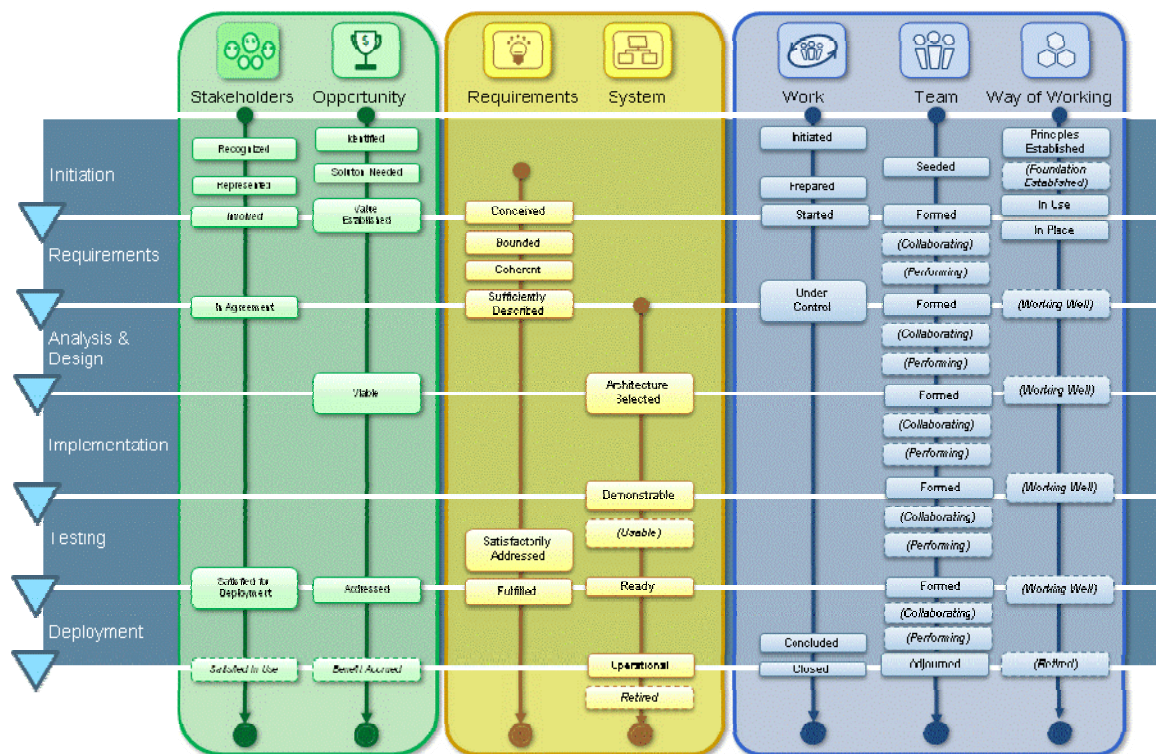 Stakeholders
Opportunity
Requirements
System
Work
Team
Way of Working
Initiation
Requirements
Analysis &
Design
Implementation
Testing
Deployment
Recognized
Represented
Involved
In Agreement
Satisfied for
Deployment
Satisfied In Use
Identified
Solution Needed
Value
Established
Viable
Addressed
Benefit Accrued
Conceived
Bounded
Coherent
Sufficiently
Described
Satisfactorily
Addressed
Fulfilled
Architecture
Selected
Demonstrable
(Usable)
Ready
Operational
Retired
Initiated
Prepared
Started
Under
Control
Concluded
Closed
Seeded
Formed
(Collaborating)
(Performing)
Formed
(Collaborating)
(Performing)
Formed
(Collaborating)
(Performing)
Formed
(Collaborating)
(Performing)
Formed
(Collaborating)
(Performing)
Adjourned
Principles
Established
(Foundation
Established)
In Use
In Place
(Working Well)
(Working Well)
(Working Well)
(Working Well)
(Retired)